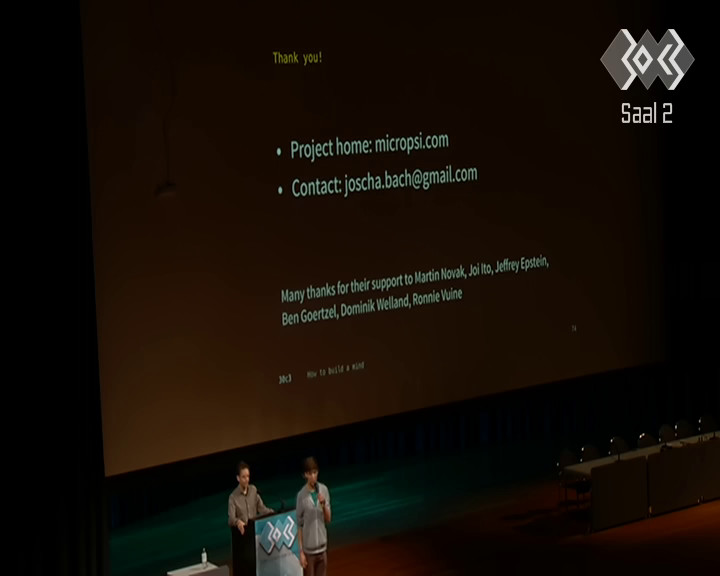 Thank you!
• Project home: micropsi.com
• Contact: joscha.bach@gmail.com
Many thanks for their support to Martin Novak, Joi Ito, Jeffrey Epstein,
Ben Goertzel, Dominik Welland, Ronnie Vuine
30c3 How to build a mind
30C3
Saal 2